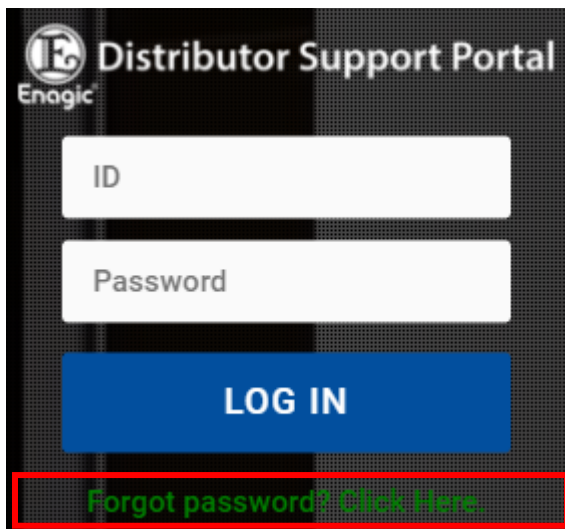 E Distributor Support Portal
Enagic®
ID
Password
LOG IN
Forgot password? Click Here.